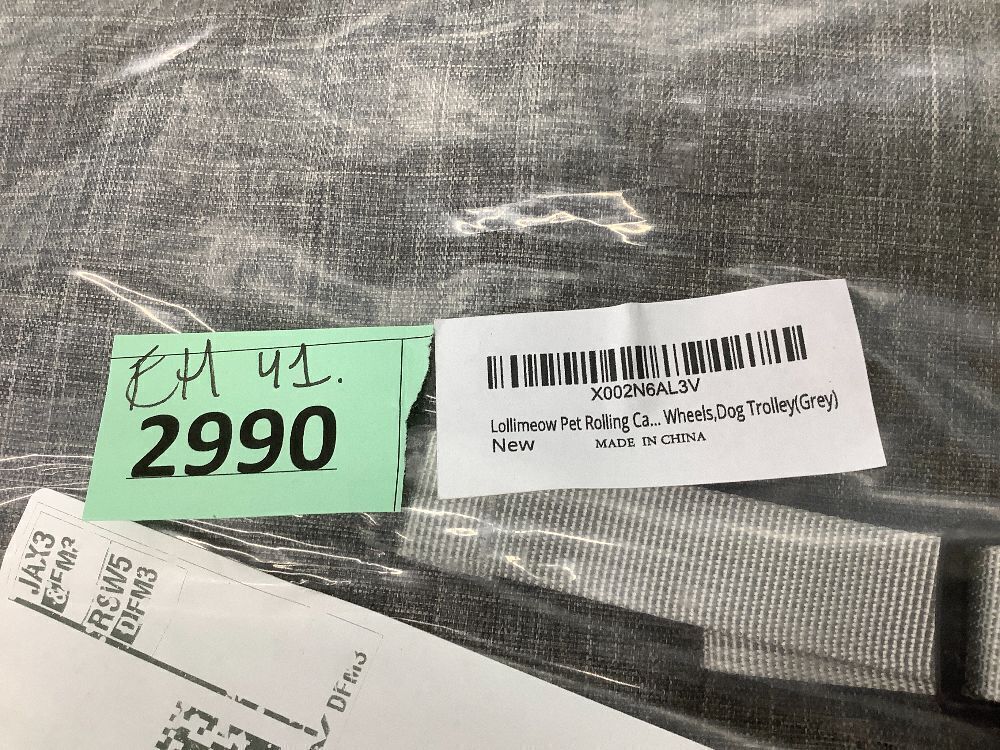 EH 41.
2990
X002N6AL3V
Lollimeow Pet Rolling Ca... Wheels,Dog Trolley(Grey)
New
MADE IN CHINA
JAX3
RSW5
DFM3
DFM3